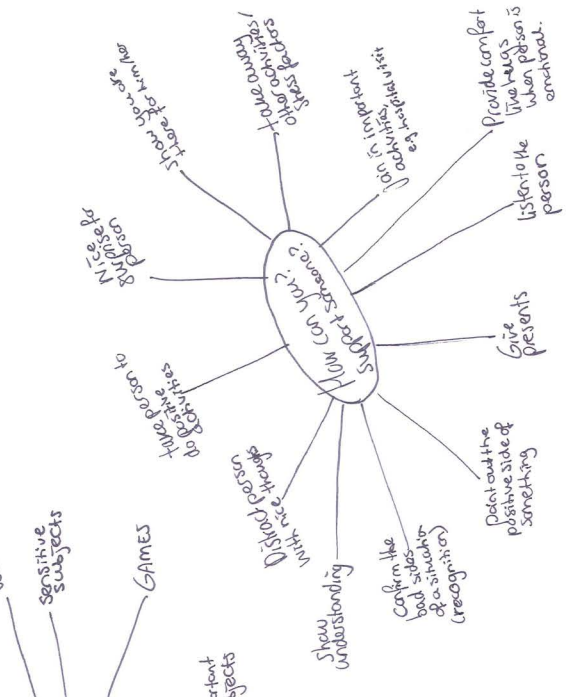 How can you?
support someone?
Nice
surprise for
person
Show you are
there for him/her
take away
other activities/
stress factors
Join in important
activities,
e.g. hospital visit
Provide comfort
like hugs
when person is
emotional.
listen to the
person
Give
presents
point out the
positive side of
something
Confirm the
bad sides
of a situation
(recognition)
Show
understanding
Distract person
with nice things
take person to
do positive
activities
sensitive
subjects
GAMES